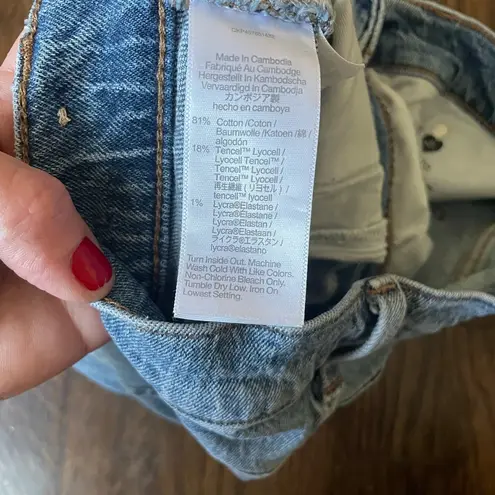 Made In Cambodia
Fabriqué Au Cambodge
Hergestellt In Kambodscha
Vervaardigd In Cambodja
カンボジア製
hecho en camboya
81% Cotton /Coton /
Baumwolle /Katoen /綿 /
algodón
18% Tencel™ Lyocell /
Lyocell Tencel™ /
Tencel™ Lyocell /
Tencel™ Lyocell /
再生繊維 (リヨセル) /
tencell™ lyocell
1% Lycra®Elastane /
Lycra®Elastane /
Lycra®Elastan /
Lycra®Elastaan /
ライクラ®エラスタン /
lycra®elastano
Turn Inside Out. Machine
Wash Cold With Like Colors.
Non-Chlorine Bleach Only.
Tumble Dry Low. Iron On
Lowest Setting.